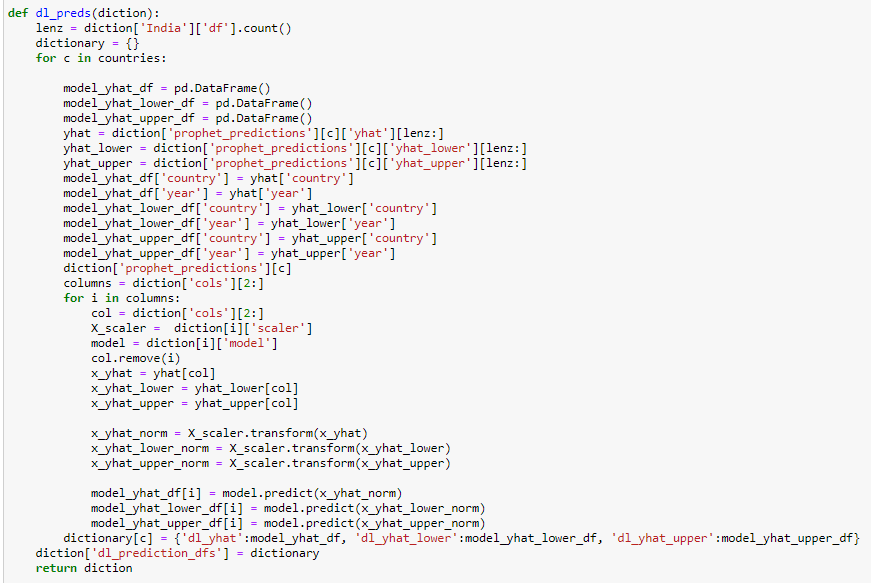 def dl_preds(diction):
    lenz = diction['India']['df'].count()
    dictionary = {}
    for c in countries:

        model_yhat_df = pd.DataFrame()
        model_yhat_lower_df = pd.DataFrame()
        model_yhat_upper_df = pd.DataFrame()
        yhat = diction['prophet_predictions'][c]['yhat'][lenz:]
        yhat_lower = diction['prophet_predictions'][c]['yhat_lower'][lenz:]
        yhat_upper = diction['prophet_predictions'][c]['yhat_upper'][lenz:]
        model_yhat_df['country'] = yhat['country']
        model_yhat_df['year'] = yhat['year']
        model_yhat_lower_df['country'] = yhat_lower['country']
        model_yhat_lower_df['year'] = yhat_lower['year']
        model_yhat_upper_df['country'] = yhat_upper['country']
        model_yhat_upper_df['year'] = yhat_upper['year']
        diction['prophet_predictions'][c]
        columns = diction['cols'][2:]
        for i in columns:
            col = diction['cols'][2:]
            X_scaler =  diction[i]['scaler']
            model = diction[i]['model']
            col.remove(i)
            x_yhat = yhat[col]
            x_yhat_lower = yhat_lower[col]
            x_yhat_upper = yhat_upper[col]

            x_yhat_norm = X_scaler.transform(x_yhat)
            x_yhat_lower_norm = X_scaler.transform(x_yhat_lower)
            x_yhat_upper_norm = X_scaler.transform(x_yhat_upper)

            model_yhat_df[i] = model.predict(x_yhat_norm)
            model_yhat_lower_df[i] = model.predict(x_yhat_lower_norm)
            model_yhat_upper_df[i] = model.predict(x_yhat_upper_norm)
        dictionary[c] = {'dl_yhat':model_yhat_df, 'dl_yhat_lower':model_yhat_lower_df, 'dl_yhat_upper':model_yhat_upper_df}
    diction['dl_prediction_dfs'] = dictionary
    return diction